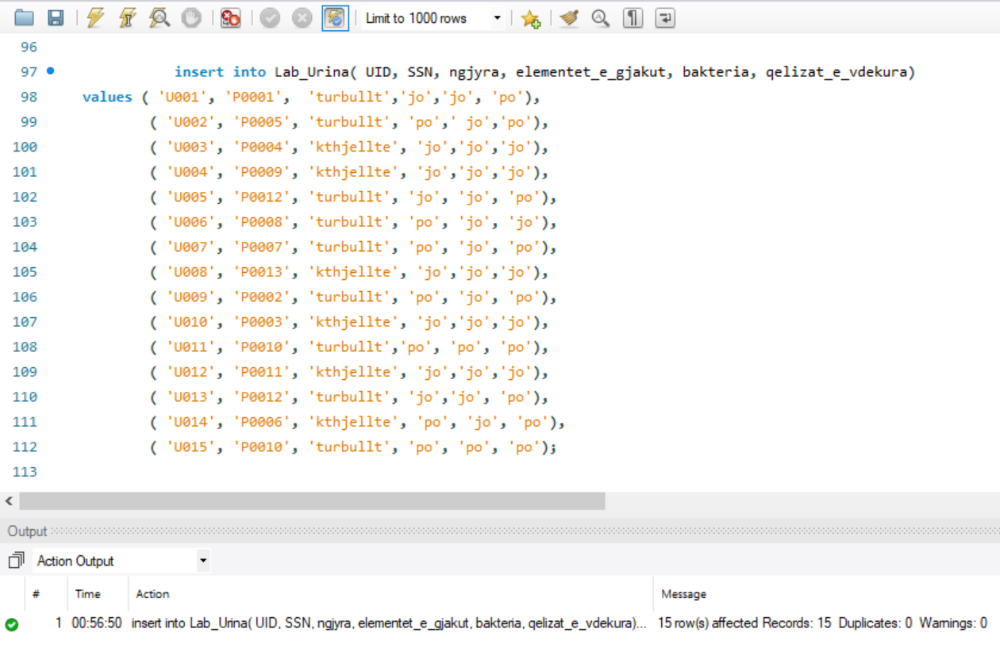 Limit to 1000 rows
96
97 insert into Lab_Urina( UID, SSN, ngjyra, elementet_e_gjakut, bakteria, qelizat_e_vdekura)
98 values ( 'U001', 'P0001',  'turbullt','jo','jo', 'po'),
99 ( 'U002', 'P0005', 'turbullt', 'po',' jo','po'),
100 ( 'U003', 'P0004', 'kthjellte', 'jo','jo','jo'),
101 ( 'U004', 'P0009', 'kthjellte', 'jo','jo','jo'),
102 ( 'U005', 'P0012', 'turbullt', 'jo', 'jo', 'po'),
103 ( 'U006', 'P0008', 'turbullt', 'po', 'jo', 'jo'),
104 ( 'U007', 'P0007', 'turbullt', 'po', 'jo', 'po'),
105 ( 'U008', 'P0013', 'kthjellte', 'jo','jo','jo'),
106 ( 'U009', 'P0002', 'turbullt', 'po', 'jo', 'po'),
107 ( 'U010', 'P0003', 'kthjellte', 'jo','jo','jo'),
108 ( 'U011', 'P0010', 'turbullt','po', 'po', 'po'),
109 ( 'U012', 'P0011', 'kthjellte', 'jo','jo','jo'),
110 ( 'U013', 'P0012', 'turbullt', 'jo','jo', 'po'),
111 ( 'U014', 'P0006', 'kthjellte', 'po', 'jo', 'po'),
112 ( 'U015', 'P0010', 'turbullt', 'po', 'po', 'po');
113
Output
Action Output
# Time Action Message
1 00:56:50 insert into Lab_Urina( UID, SSN, ngjyra, elementet_e_gjakut, bakteria, qelizat_e_vdekura)... 15 row(s) affected Records: 15  Duplicates: 0  Warnings: 0